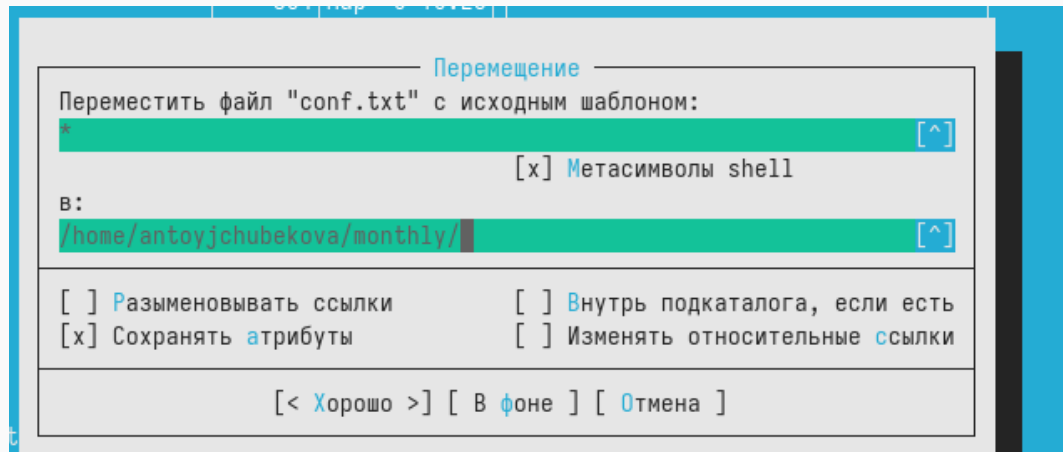 Перемещение
Переместить файл "conf.txt" с исходным шаблоном:
* [^]
[x] Метасимволы shell
в:
/home/antoyjchubekova/monthly/ [^]
[ ] Разыменовывать ссылки [ ] Внутрь подкаталога, если есть
[x] Сохранять атрибуты [ ] Изменять относительные ссылки
[< Хорошо >] [ В фоне ] [ Отмена ]
t